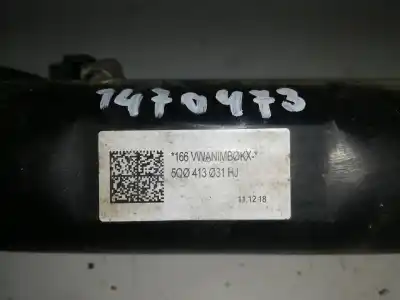 1470473
*166 VWANIMBØKX-*
5QØ 413 Ø31 HJ
11.12.18